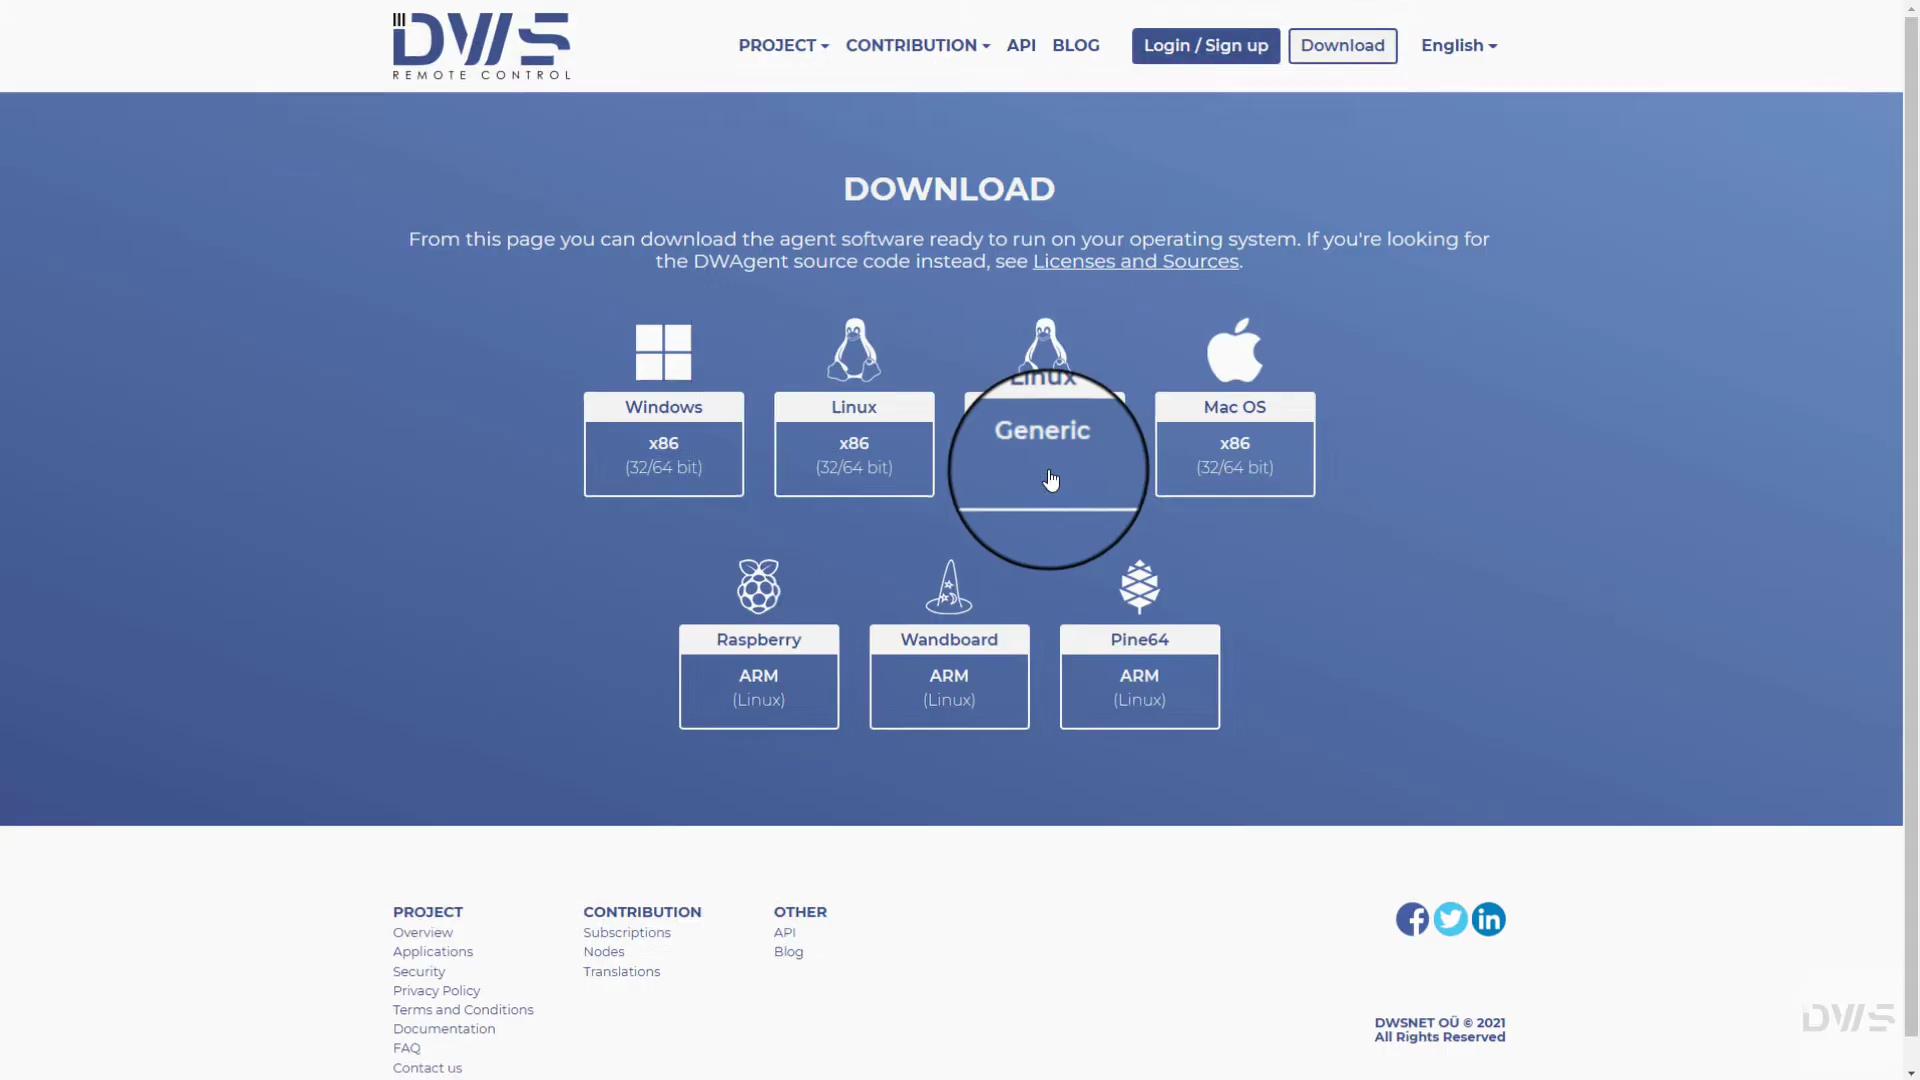 DWS
REMOTE CONTROL
PROJECT
CONTRIBUTION
API
BLOG
Login / Sign up
Download
English
DOWNLOAD
From this page you can download the agent software ready to run on your operating system. If you're looking for
the DWAgent source code instead, see Licenses and Sources.
Windows
x86
(32/64 bit)
Linux
x86
(32/64 bit)
Linux
Generic
Mac OS
x86
(32/64 bit)
Raspberry
ARM
(Linux)
Wandboard
ARM
(Linux)
Pine64
ARM
(Linux)
PROJECT
Overview
Applications
Security
Privacy Policy
Terms and Conditions
Documentation
FAQ
Contact us
CONTRIBUTION
Subscriptions
Nodes
Translations
OTHER
API
Blog
DWSNET OÜ © 2021
All Rights Reserved
DWS